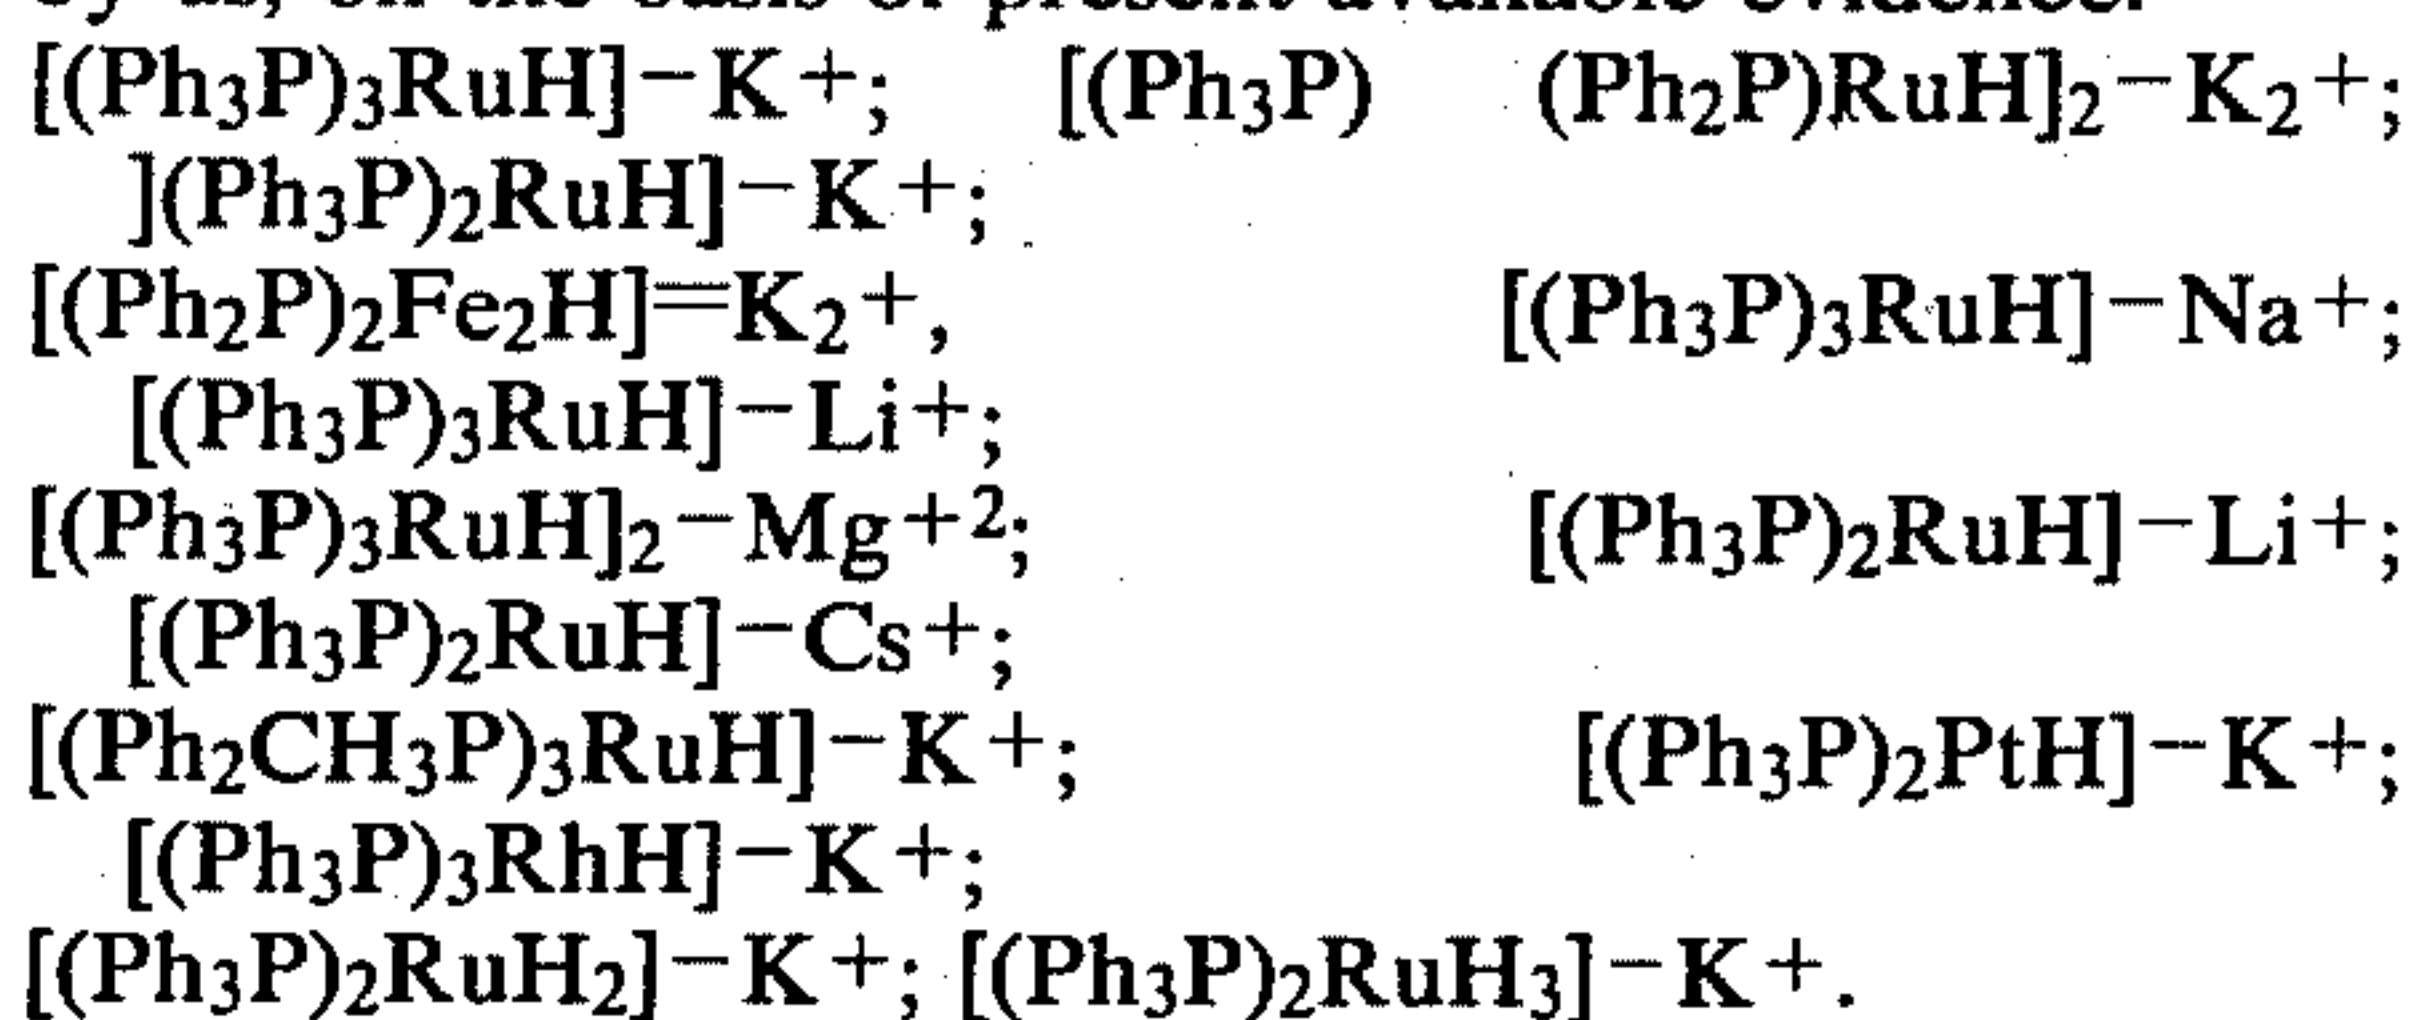 [(Ph₃P)₃RuH]⁻K⁺; [(Ph₃P) (Ph₂P)RuH]₂⁻K₂⁺;
](Ph₃P)₂RuH]⁻K⁺;
[(Ph₂P)₂Fe₂H]⁼K₂⁺, [(Ph₃P)₃RuH]⁻Na⁺;
[(Ph₃P)₃RuH]⁻Li⁺;
[(Ph₃P)₃RuH]₂⁻Mg⁺²; [(Ph₃P)₂RuH]⁻Li⁺;
[(Ph₃P)₂RuH]⁻Cs⁺;
[(Ph₂CH₃P)₃RuH]⁻K⁺; [(Ph₃P)₂PtH]⁻K⁺;
[(Ph₃P)₃RhH]⁻K⁺;
[(Ph₃P)₂RuH₂]⁻K⁺; [(Ph₃P)₂RuH₃]⁻K⁺.